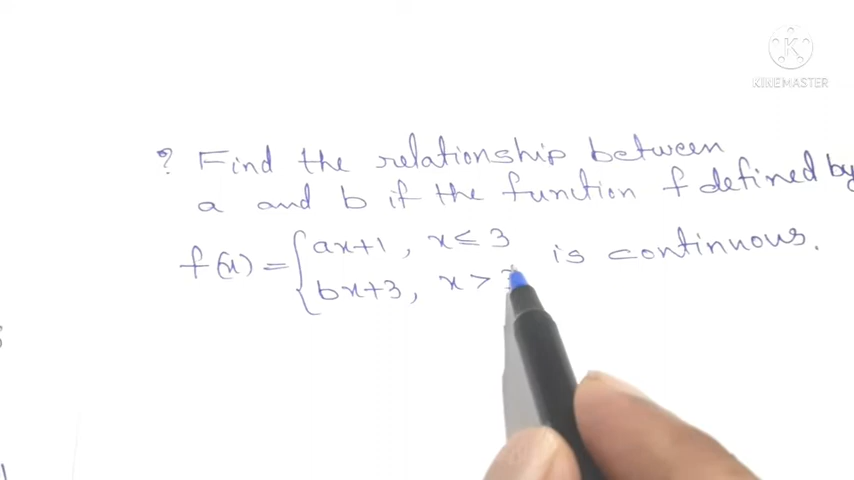 KINEMASTER
? Find the relationship between
a and b if the function f defined by
f(x) = { ax+1 , x ≤ 3
bx+3 , x >
is continuous.